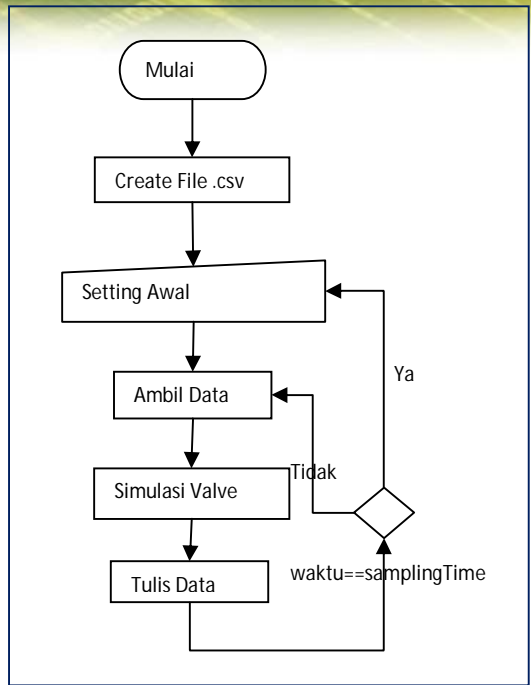 Mulai
Create File .csv
Setting Awal
Ya
Ambil Data
Tidak
Simulasi Valve
waktu==samplingTime
Tulis Data